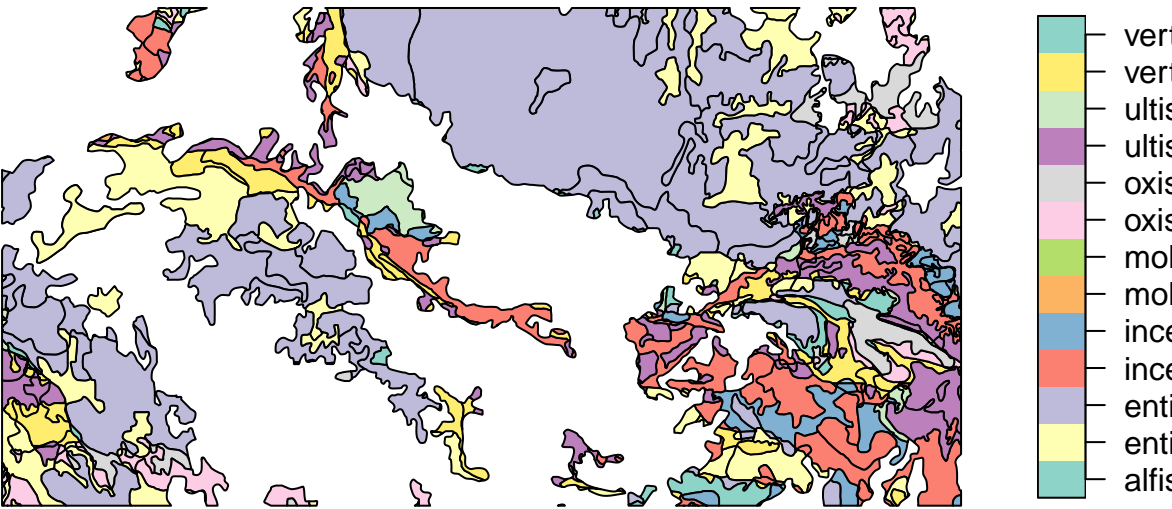 vert
vert
ultis
ultis
oxis
oxis
mol
mol
ince
ince
enti
enti
alfis